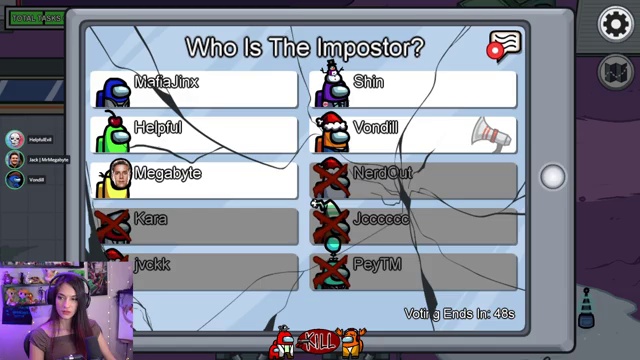 TOTAL TASKS
Who Is The Impostor?
MafiaJinx
Shin
Helpful
Vondill
Megabyte
NerdOut
Kara
Jcccccc
jvckk
PeyTM
HelpfulEvil
Jack | MrMegabyte
Vondill
Voting Ends In: 48s
KILL